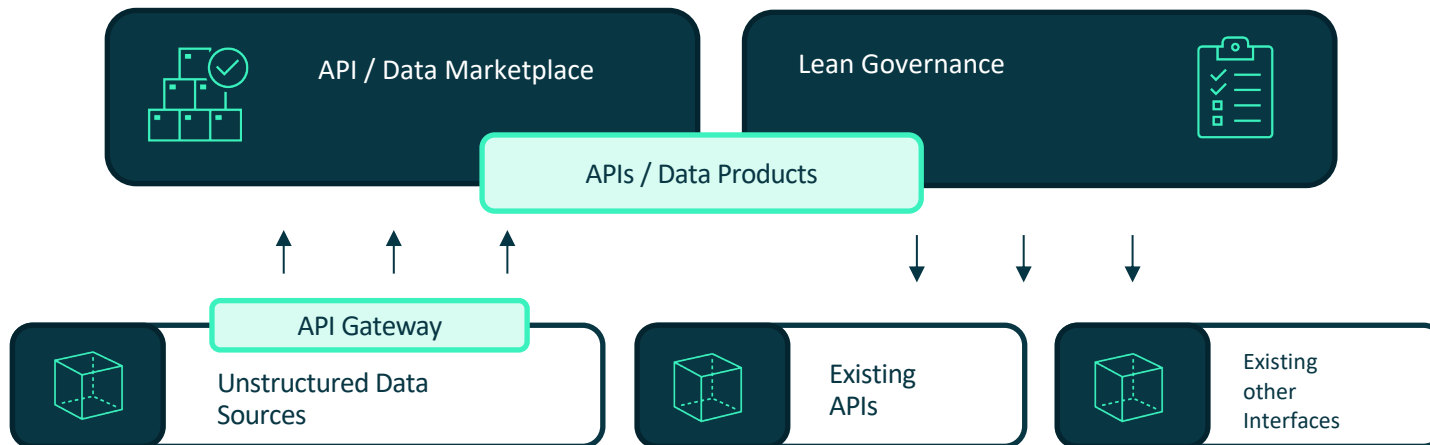 API / Data Marketplace
Lean Governance
APIs / Data Products
API Gateway
Unstructured Data
Sources
Existing
APIs
Existing
other
Interfaces